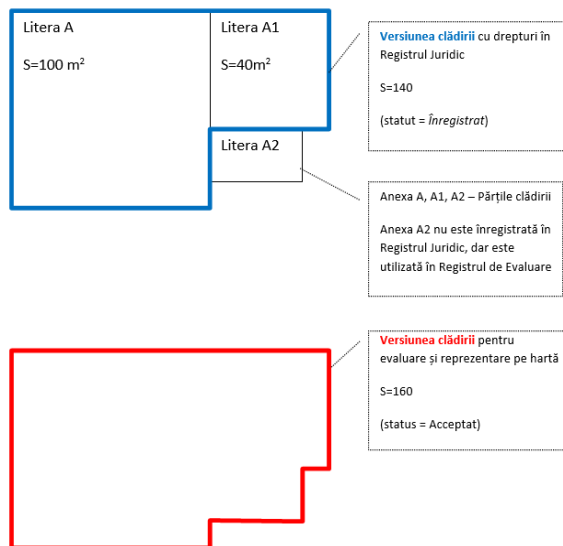 Litera A
S=100 m²
Litera A1
S=40m²
Litera A2
Versiunea clădirii cu drepturi în
Registrul Juridic
S=140
(statut = Înregistrat)
Anexa A, A1, A2 – Părțile clădirii
Anexa A2 nu este înregistrată în
Registrul Juridic, dar este
utilizată în Registrul de Evaluare
Versiunea clădirii pentru
evaluare și reprezentare pe hartă
S=160
(status = Acceptat)